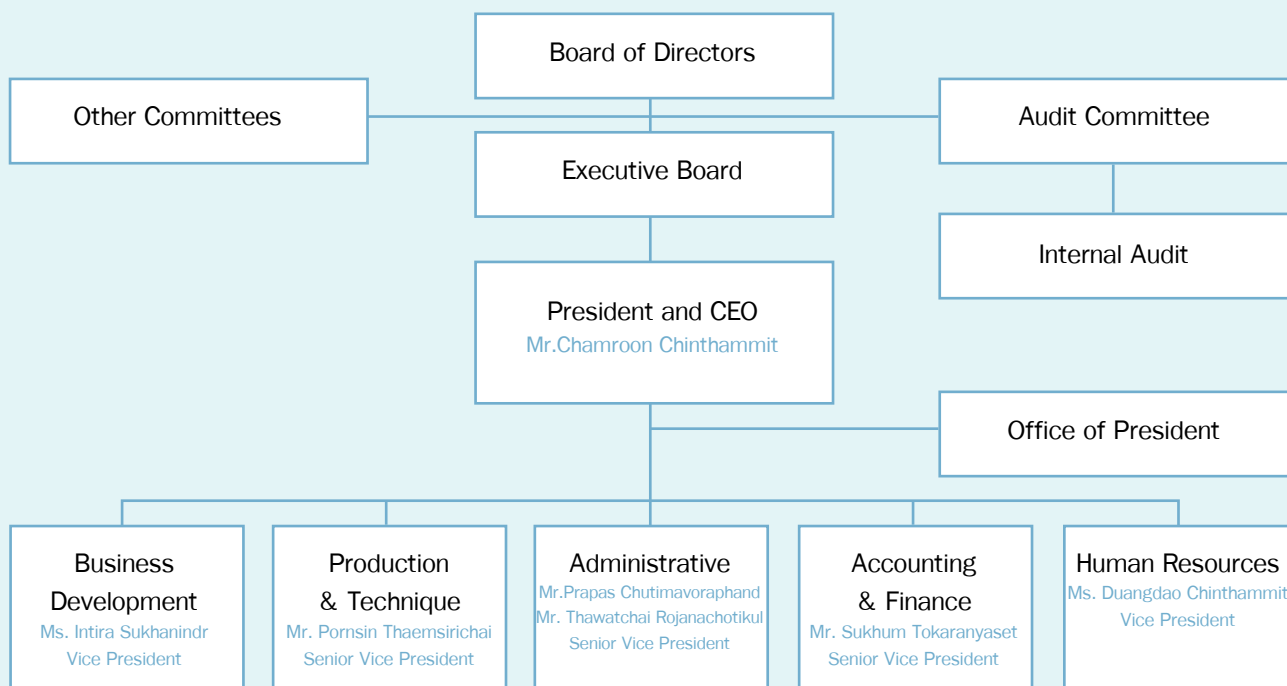 Board of Directors
Other Committees
Audit Committee
Executive Board
Internal Audit
President and CEO
Mr.Chamroon Chinthammit
Office of President
Business
Development
Ms. Intira Sukhanindr
Vice President
Production
& Technique
Mr. Pornsin Thaemsirichai
Senior Vice President
Administrative
Mr.Prapas Chutimavoraphand
Mr. Thawatchai Rojanachotikul
Senior Vice President
Accounting
& Finance
Mr. Sukhum Tokaranyaset
Senior Vice President
Human Resources
Ms. Duangdao Chinthammit
Vice President